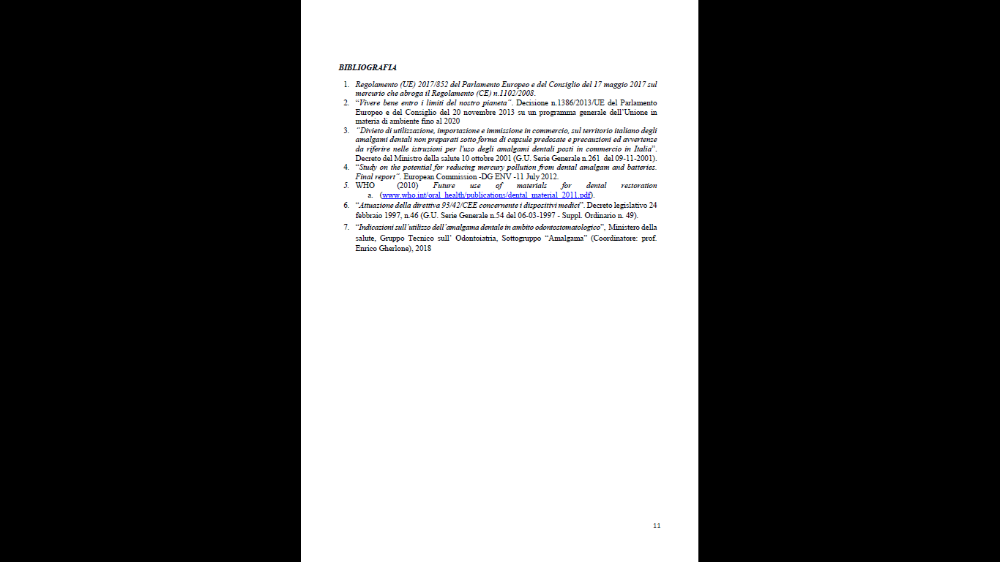 BIBLIOGRAFIA
1. Regolamento (UE) 2017/852 del Parlamento Europeo e del Consiglio del 17 maggio 2017 sul
mercurio che abroga il Regolamento (CE) n.1102/2008.
2. “Vivere bene entro i limiti del nostro pianeta”. Decisione n.1386/2013/UE del Parlamento
Europeo e del Consiglio del 20 novembre 2013 su un programma generale dell’Unione in
materia di ambiente fino al 2020
3. “Divieto di utilizzazione, importazione e immissione in commercio, sul territorio italiano degli
amalgami dentali non preparati sotto forma di capsule predosate e precauzioni ed avvertenze
da riferire nelle istruzioni per l'uso degli amalgami dentali posti in commercio in Italia”.
Decreto del Ministro della salute 10 ottobre 2001 (G.U. Serie Generale n.261 del 09-11-2001).
4. “Study on the potential for reducing mercury pollution from dental amalgam and batteries.
Final report“. European Commission -DG ENV -11 July 2012.
5. WHO (2010) Future use of materials for dental restoration
a. (www.who.int/oral_health/publications/dental_material_2011.pdf).
6. “Attuazione della direttiva 93/42/CEE concernente i dispositivi medici”. Decreto legislativo 24
febbraio 1997, n.46 (G.U. Serie Generale n.54 del 06-03-1997 - Suppl. Ordinario n. 49).
7. “Indicazioni sull’utilizzo dell’amalgama dentale in ambito odontostomatologico”, Ministero della
salute, Gruppo Tecnico sull’ Odontoiatria, Sottogruppo “Amalgama” (Coordinatore: prof.
Enrico Gherlone), 2018
11